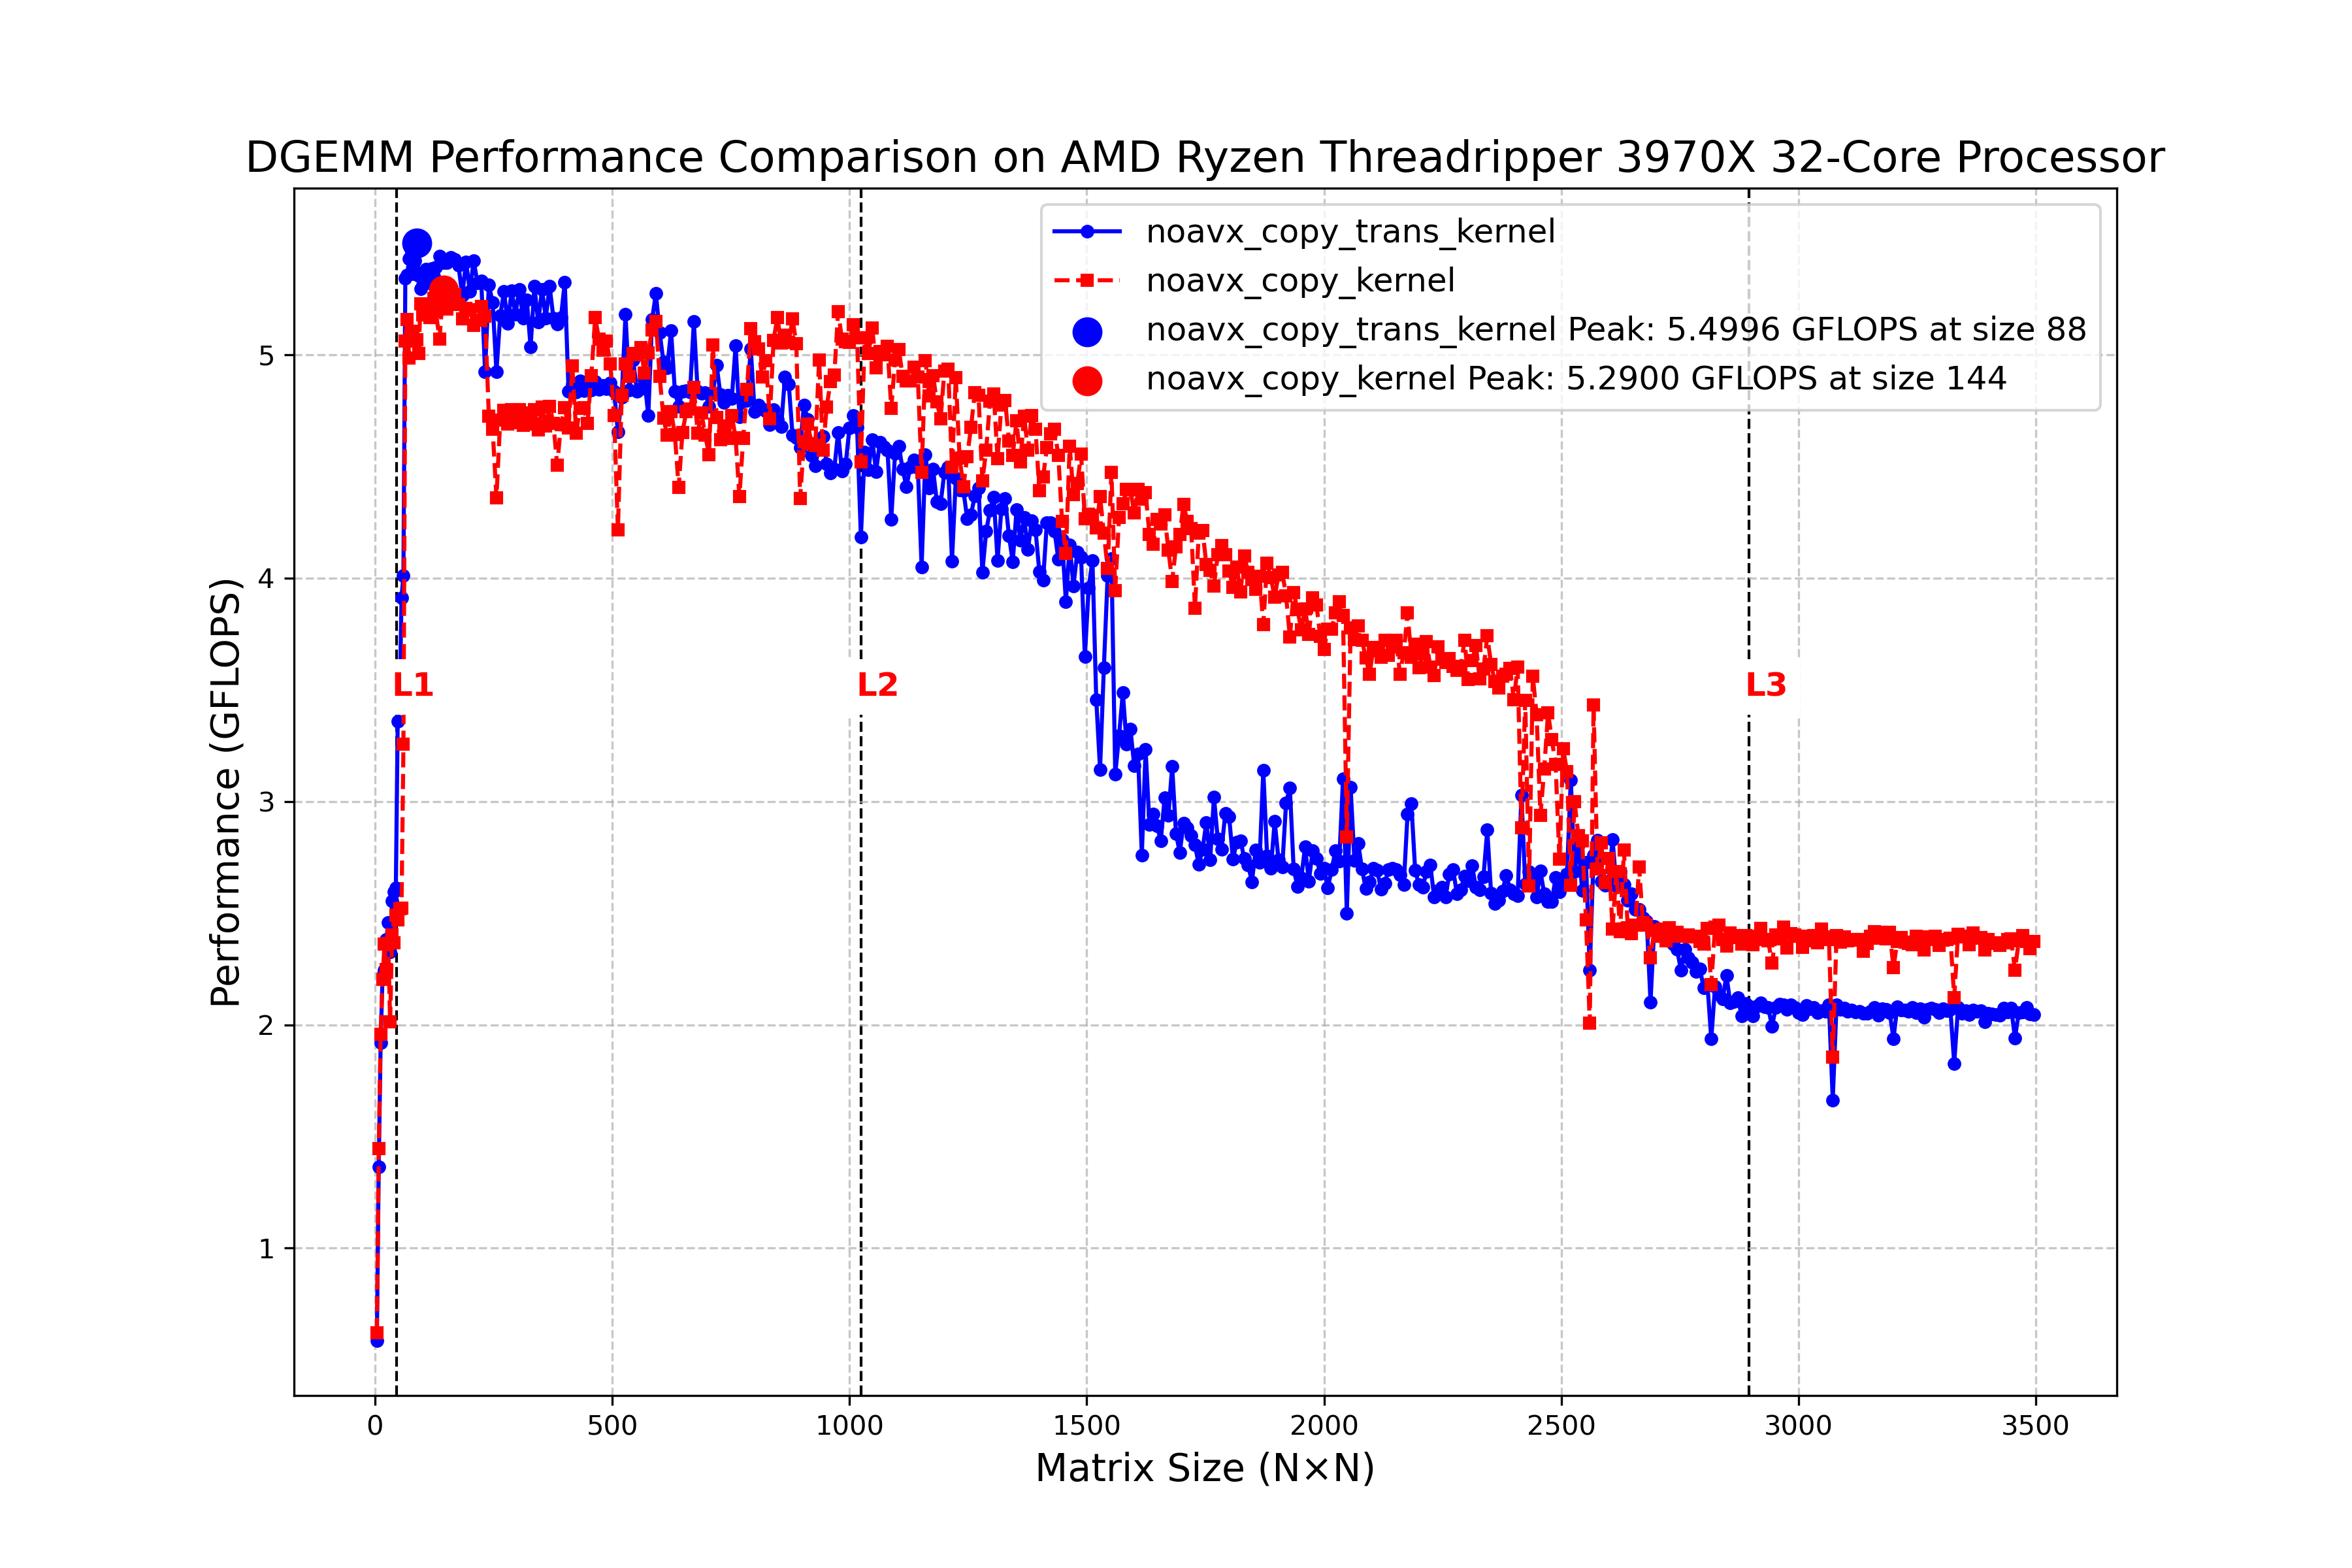 DGEMM Performance Comparison on AMD Ryzen Threadripper 3970X 32-Core Processor
noavx_copy_trans_kernel
noavx_copy_kernel
noavx_copy_trans_kernel Peak: 5.4996 GFLOPS at size 88
noavx_copy_kernel Peak: 5.2900 GFLOPS at size 144
Performance (GFLOPS)
5
4
3
2
1
L1
L2
L3
0
500
1000
1500
2000
2500
3000
3500
Matrix Size (N×N)